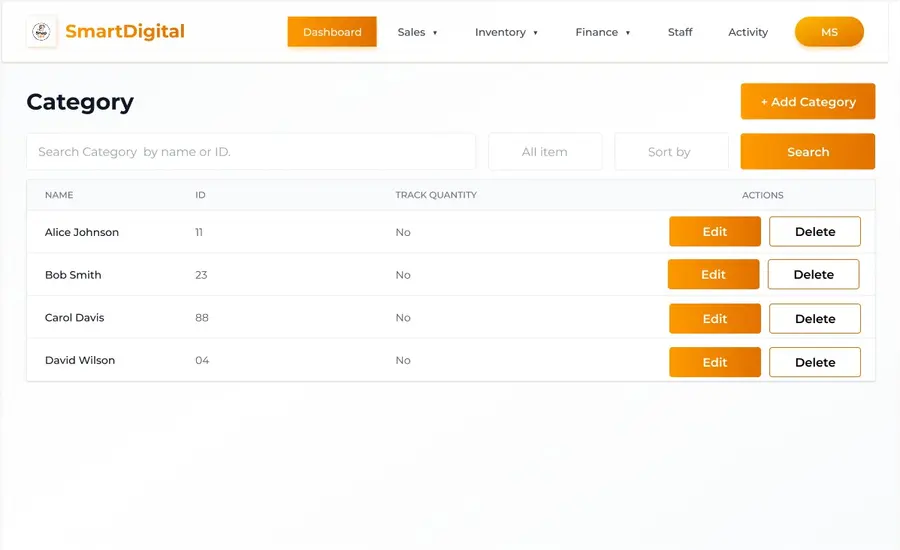 SmartDigital
Dashboard Sales ▾ Inventory ▾ Finance ▾ Staff Activity MS
Category
+ Add Category
Search Category by name or ID. All item Sort by Search
NAME ID TRACK QUANTITY ACTIONS
Alice Johnson 11 No Edit Delete
Bob Smith 23 No Edit Delete
Carol Davis 88 No Edit Delete
David Wilson 04 No Edit Delete